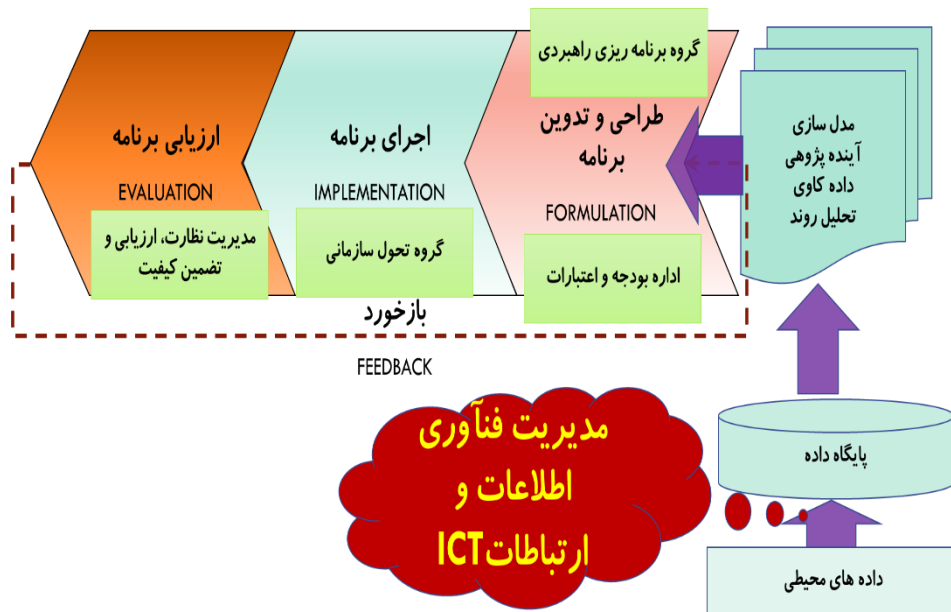 گروه برنامه ریزی راهبردی
طراحی و تدوین
برنامه
FORMULATION
اداره بودجه و اعتبارات
اجرای برنامه
IMPLEMENTATION
گروه تحول سازمانی
ارزیابی برنامه
EVALUATION
مدیریت نظارت، ارزیابی و
تضمین کیفیت
بازخورد
FEEDBACK
مدل سازی
آینده پژوهی
داده کاوی
تحلیل روند
پایگاه داده
داده های محیطی
مدیریت فنآوری
اطلاعات و
ارتباطاتICT